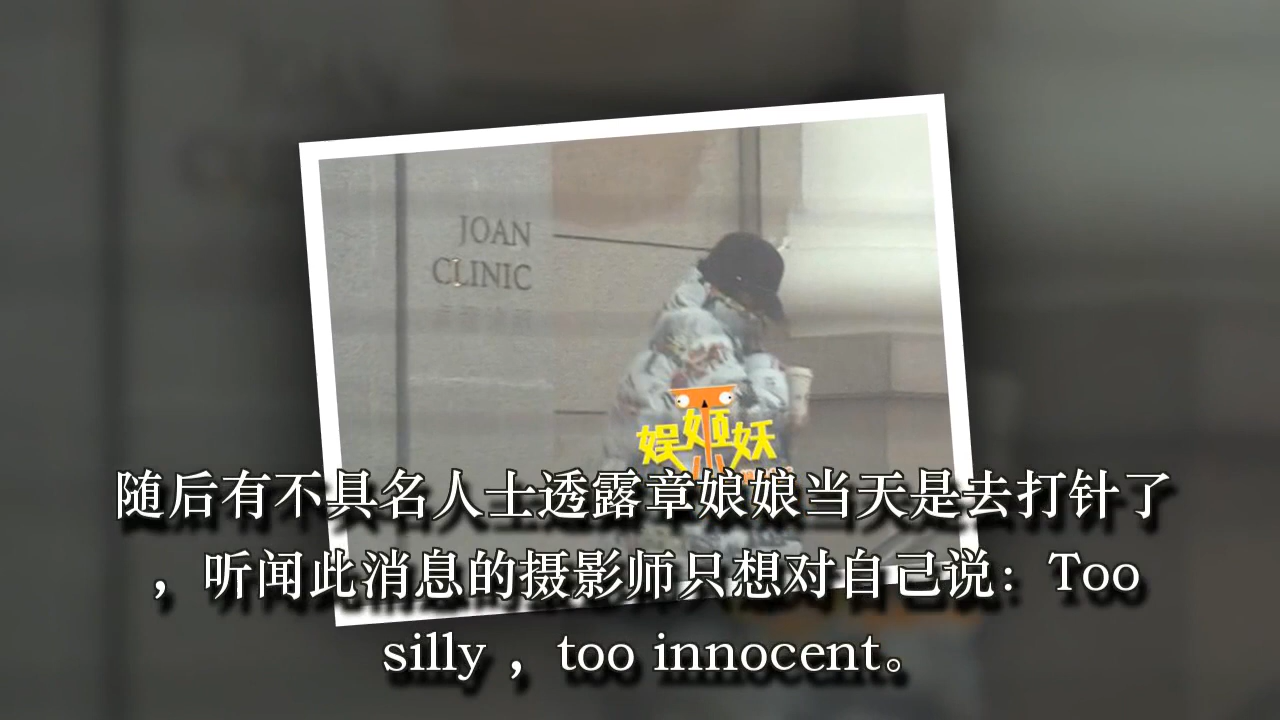 JOAN
CLINIC
娱姬小妖
随后有不具名人士透露章娘娘当天是去打针了
，听闻此消息的摄影师只想对自己说：Too
silly ，too innocent。